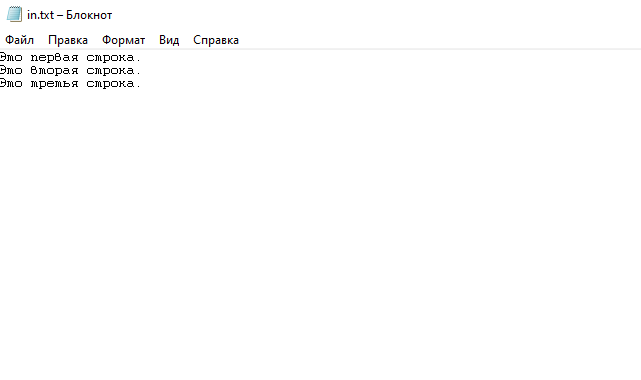 in.txt – Блокнот
Файл Правка Формат Вид Справка
Это первая строка.
Это вторая строка.
Это третья строка.